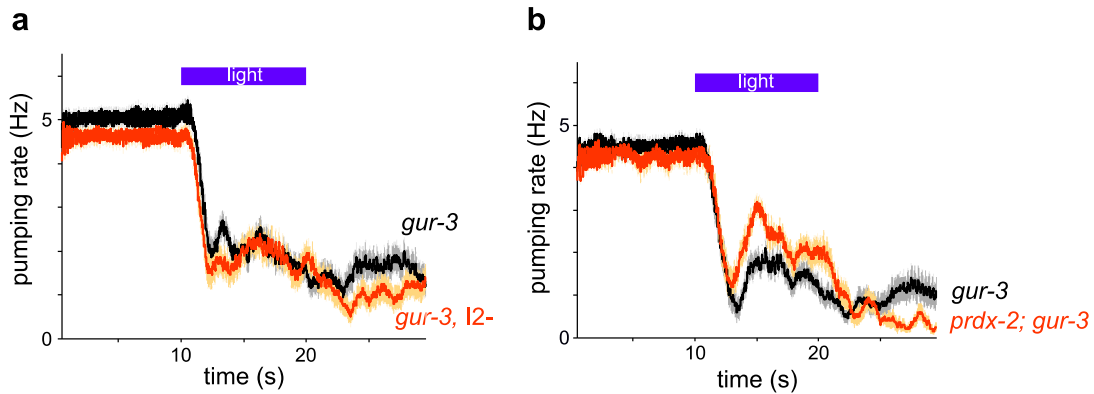 a
light
5
0
pumping rate (Hz)
gur-3
gur-3, I2-
10
20
time (s)
b
light
5
0
pumping rate (Hz)
gur-3
prdx-2; gur-3
10
20
time (s)